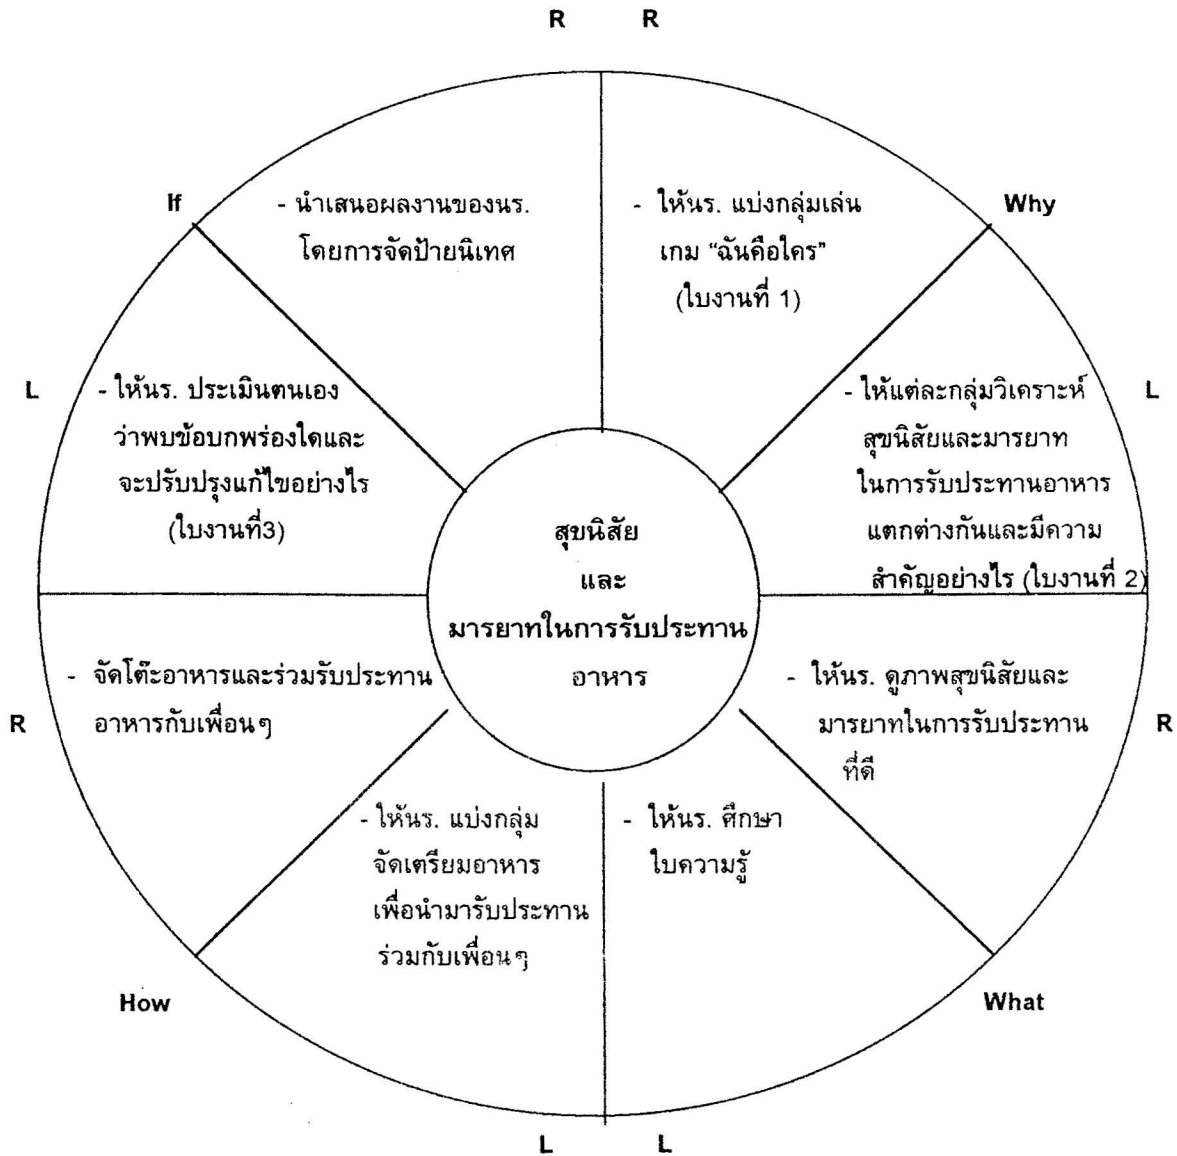 R R
If
- นำเสนอผลงานของนร.
โดยการจัดป้ายนิเทศ
- ให้นร. แบ่งกลุ่มเล่น
เกม “ฉันคือใคร”
(ใบงานที่ 1)
Why
L
- ให้นร. ประเมินตนเอง
ว่าพบข้อบกพร่องใดและ
จะปรับปรุงแก้ไขอย่างไร
(ใบงานที่3)
- ให้แต่ละกลุ่มวิเคราะห์
สุขนิสัยและมารยาท
ในการรับประทานอาหาร
แตกต่างกันและมีความ
สำคัญอย่างไร (ใบงานที่ 2)
L
สุขนิสัย
และ
มารยาทในการรับประทาน
อาหาร
R
- จัดโต๊ะอาหารและร่วมรับประทาน
อาหารกับเพื่อนๆ
- ให้นร. ดูภาพสุขนิสัยและ
มารยาทในการรับประทาน
ที่ดี
R
- ให้นร. แบ่งกลุ่ม
จัดเตรียมอาหาร
เพื่อนำมารับประทาน
ร่วมกับเพื่อนๆ
- ให้นร. ศึกษา
ใบความรู้
How
What
L L